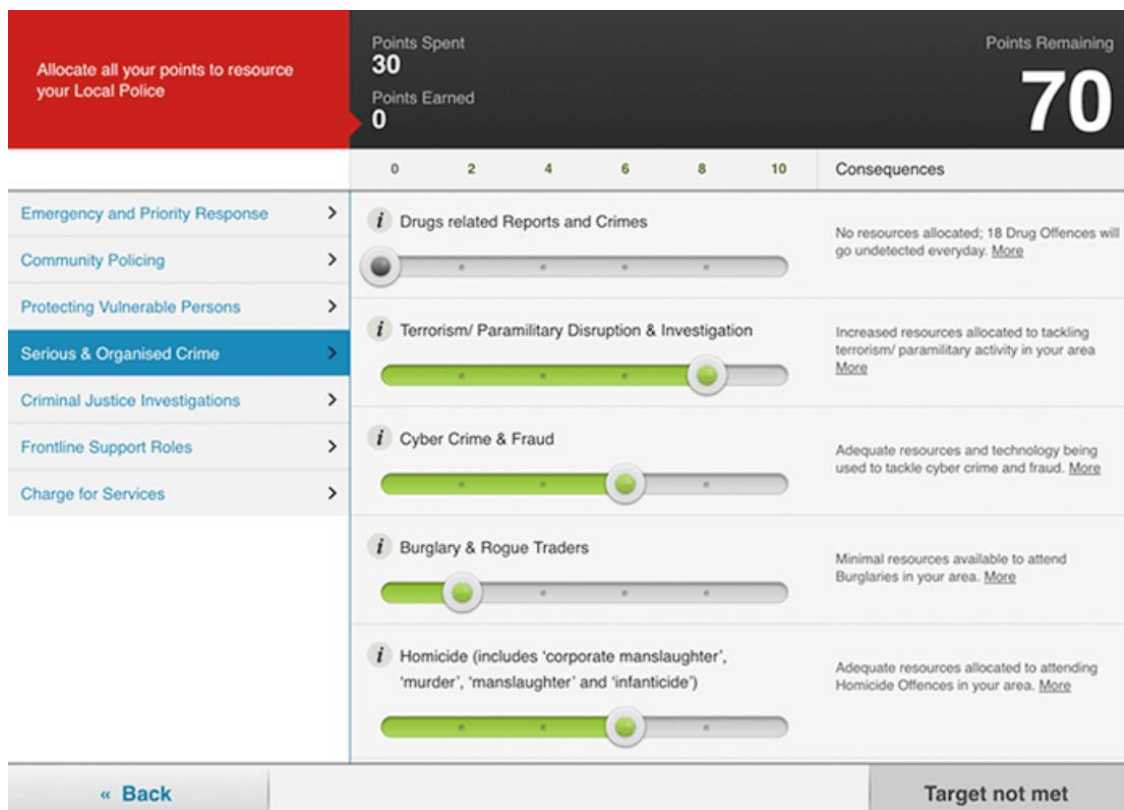 Allocate all your points to resource
your Local Police
Points Spent
30
Points Earned
0
Points Remaining
70
0 2 4 6 8 10 Consequences
Emergency and Priority Response
Community Policing
Protecting Vulnerable Persons
Serious & Organised Crime
Criminal Justice Investigations
Frontline Support Roles
Charge for Services
i Drugs related Reports and Crimes
No resources allocated; 18 Drug Offences will
go undetected everyday. More
i Terrorism/ Paramilitary Disruption & Investigation
Increased resources allocated to tackling
terrorism/ paramilitary activity in your area
More
i Cyber Crime & Fraud
Adequate resources and technology being
used to tackle cyber crime and fraud. More
i Burglary & Rogue Traders
Minimal resources available to attend
Burglaries in your area. More
i Homicide (includes ‘corporate manslaughter’,
‘murder’, ‘manslaughter’ and ‘infanticide’)
Adequate resources allocated to attending
Homicide Offences in your area. More
« Back
Target not met